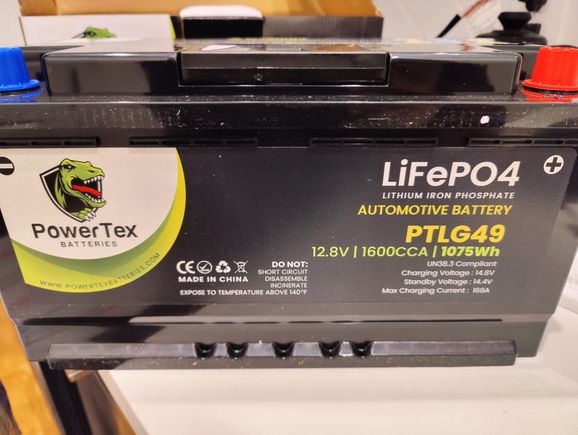 PowerTex
BATTERIES
WWW.POWERTEXBATTERIES.COM
LiFePO4
LITHIUM IRON PHOSPHATE
AUTOMOTIVE BATTERY
PTLG49
12.8V | 1600CCA | 1075Wh
UN38.3 Compliant
Charging Voltage : 14.8V
Standby Voltage : 14.4V
Max Charging Current : 168A
CE
MADE IN CHINA
DO NOT:
SHORT CIRCUIT
DISASSEMBLE
INCINERATE
EXPOSE TO TEMPERATURE ABOVE 140°F